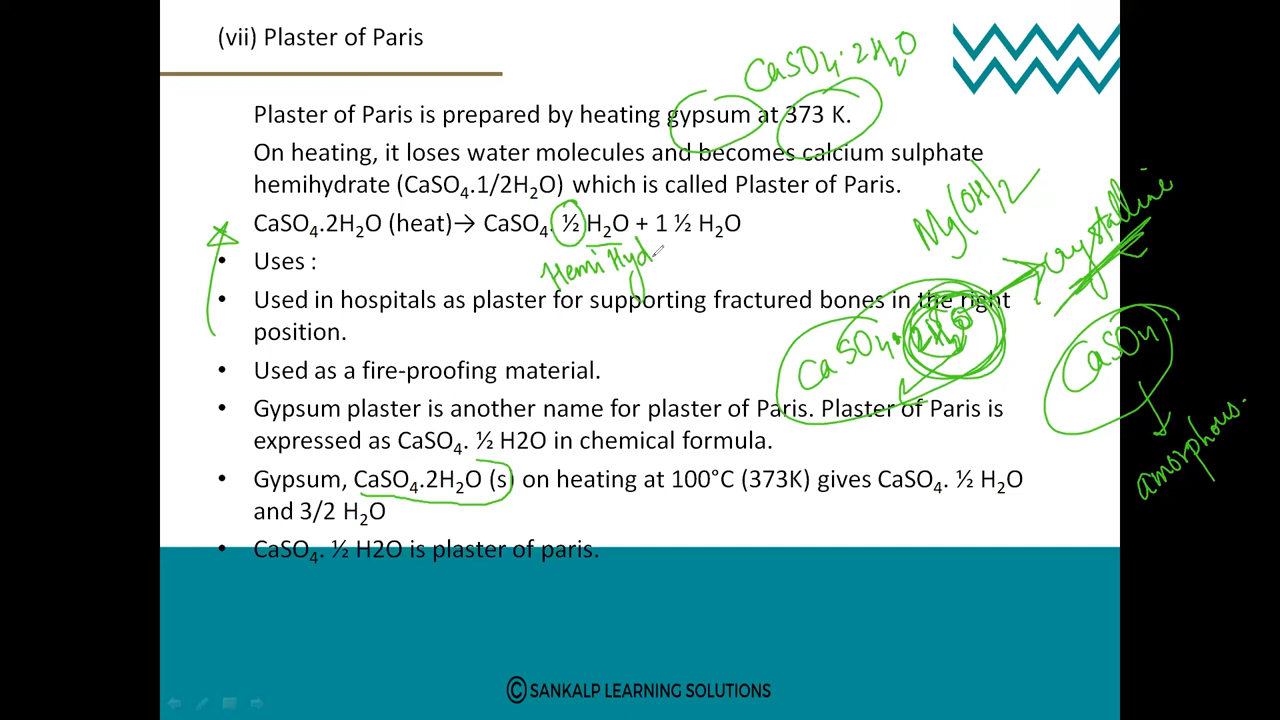 (vii) Plaster of Paris
CaSO4.2H2O
Plaster of Paris is prepared by heating gypsum at 373 K.
On heating, it loses water molecules and becomes calcium sulphate
hemihydrate (CaSO₄.1/2H₂O) which is called Plaster of Paris.
Mg(OH)2
CaSO₄.2H₂O (heat)→ CaSO₄. ½ H₂O + 1 ½ H₂O
crystalline
Hemi Hyd
• Uses :
• Used in hospitals as plaster for supporting fractured bones in the right
position.
CaSO4.2H2O
CaSO4.
• Used as a fire-proofing material.
• Gypsum plaster is another name for plaster of Paris. Plaster of Paris is
expressed as CaSO₄. ½ H2O in chemical formula.
amorphous.
• Gypsum, CaSO₄.2H₂O (s) on heating at 100°C (373K) gives CaSO₄. ½ H₂O
and 3/2 H₂O
• CaSO₄. ½ H2O is plaster of paris.
© SANKALP LEARNING SOLUTIONS